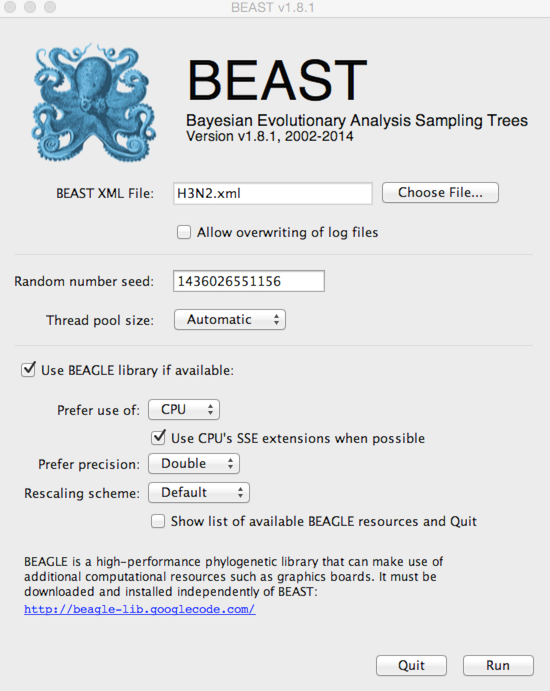 BEAST v1.8.1
BEAST
Bayesian Evolutionary Analysis Sampling Trees
Version v1.8.1, 2002-2014
BEAST XML File: H3N2.xml Choose File...
Allow overwriting of log files
Random number seed: 1436026551156
Thread pool size: Automatic
Use BEAGLE library if available:
Prefer use of: CPU
Use CPU's SSE extensions when possible
Prefer precision: Double
Rescaling scheme: Default
Show list of available BEAGLE resources and Quit
BEAGLE is a high-performance phylogenetic library that can make use of
additional computational resources such as graphics boards. It must be
downloaded and installed independently of BEAST:
http://beagle-lib.googlecode.com/
Quit Run